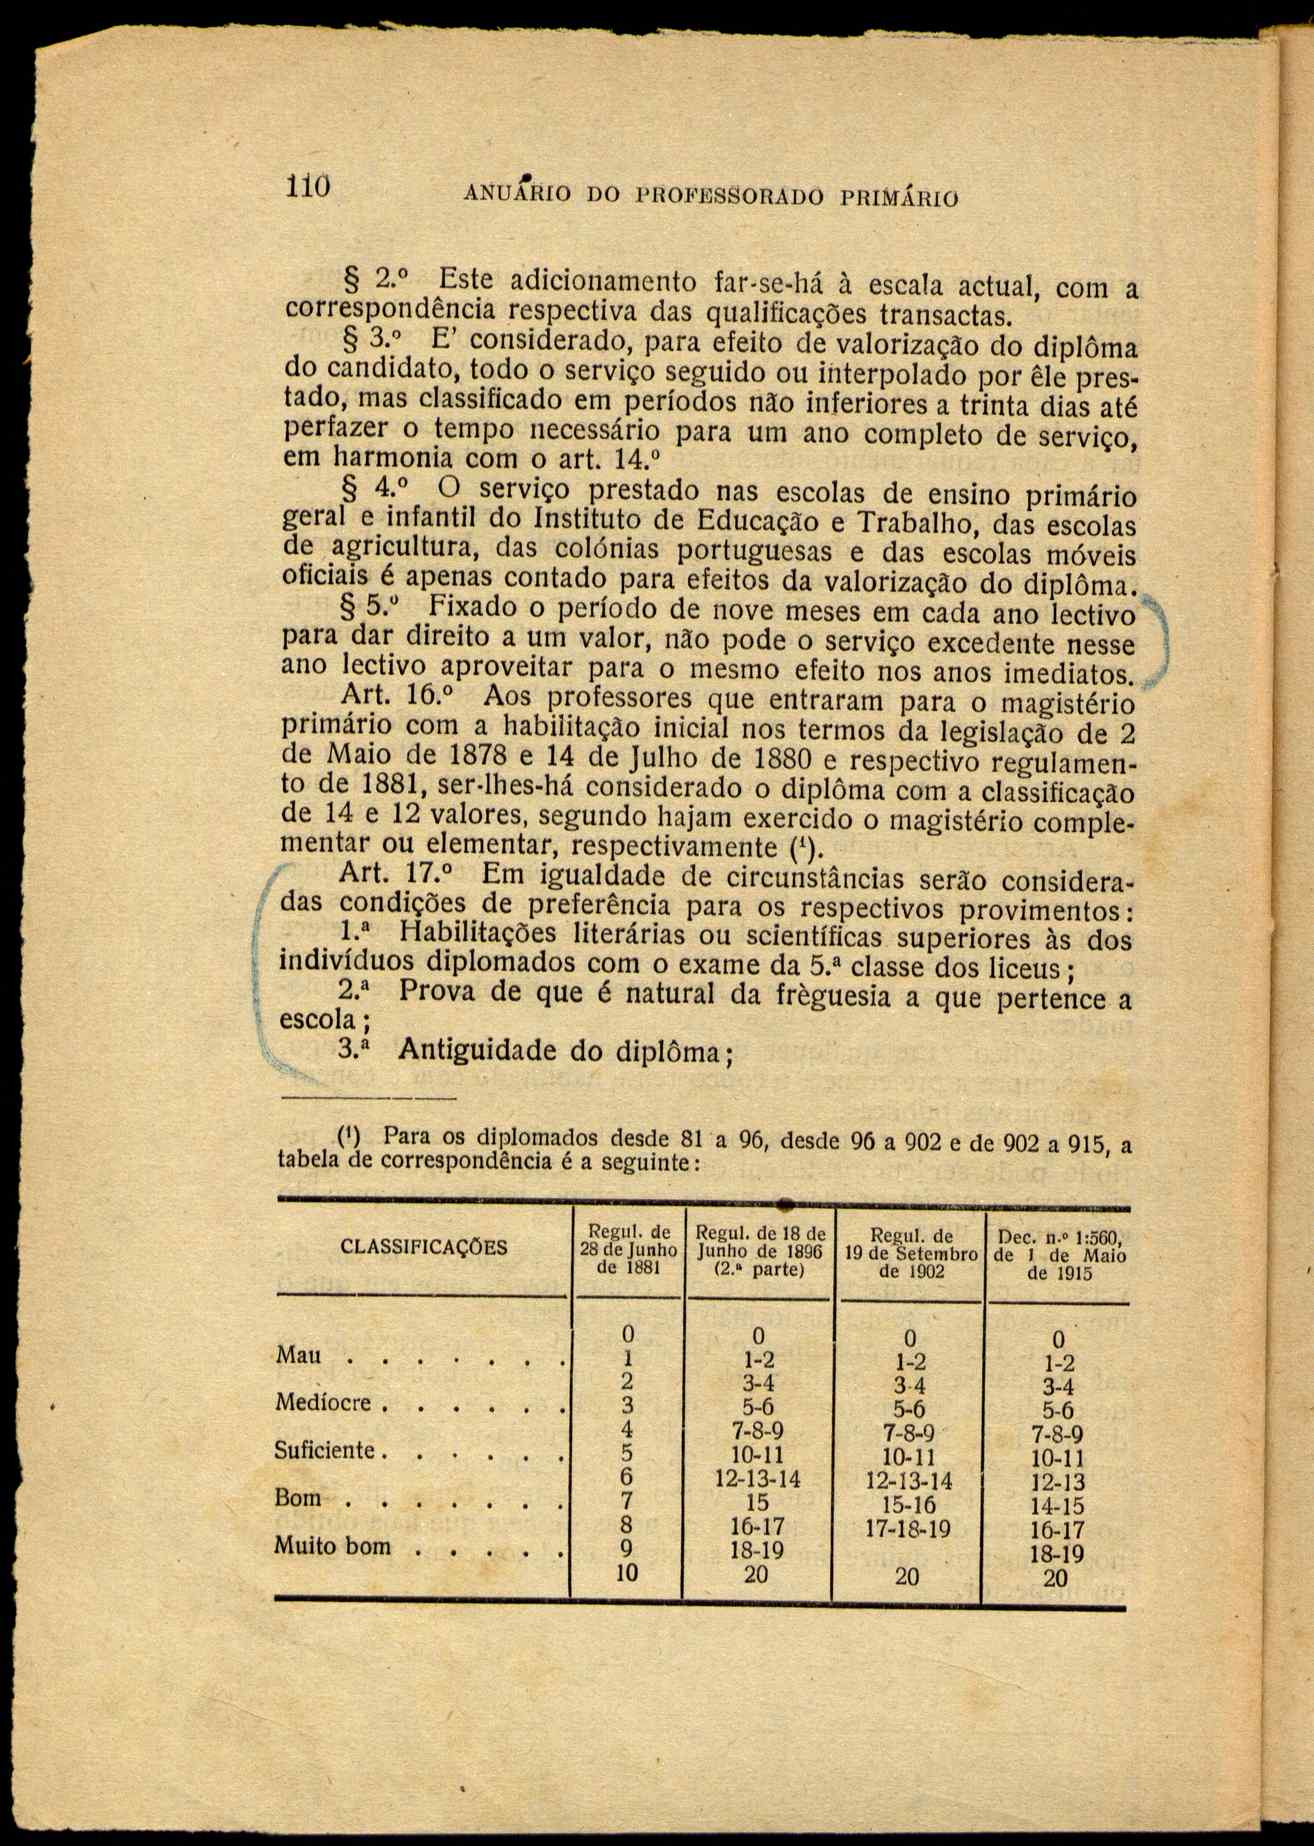 110
ANUÁRIO DO PROFESSORADO PRIMÁRIO
§ 2.º Este adicionamento far-se-há à escala actual, com a
correspondência respectiva das qualificações transactas.
§ 3.º E' considerado, para efeito de valorização do diplôma
do candidato, todo o serviço seguido ou interpolado por êle pres-
tado, mas classificado em períodos não inferiores a trinta dias até
perfazer o tempo necessário para um ano completo de serviço,
em harmonia com o art. 14.º
§ 4.º O serviço prestado nas escolas de ensino primário
geral e infantil do Instituto de Educação e Trabalho, das escolas
de agricultura, das colónias portuguesas e das escolas móveis
oficiais é apenas contado para efeitos da valorização do diplôma.
§ 5.º Fixado o período de nove meses em cada ano lectivo
para dar direito a um valor, não pode o serviço excedente nesse
ano lectivo aproveitar para o mesmo efeito nos anos imediatos.
Art. 16.º Aos professores que entraram para o magistério
primário com a habilitação inicial nos termos da legislação de 2
de Maio de 1878 e 14 de Julho de 1880 e respectivo regulamen-
to de 1881, ser-lhes-há considerado o diplôma com a classificação
de 14 e 12 valores, segundo hajam exercido o magistério comple-
mentar ou elementar, respectivamente (¹).
Art. 17.º Em igualdade de circunstâncias serão considera-
das condições de preferência para os respectivos provimentos:
1.ª Habilitações literárias ou scientíficas superiores às dos
indivíduos diplomados com o exame da 5.ª classe dos liceus;
2.ª Prova de que é natural da frèguesia a que pertence a
escola;
3.ª Antiguidade do diplôma;
(¹) Para os diplomados desde 81 a 96, desde 96 a 902 e de 902 a 915, a
tabela de correspondência é a seguinte:
CLASSIFICAÇÕES
Regul. de
28 de Junho
de 1881
Regul. de 18 de
Junho de 1896
(2.ª parte)
Regul. de
19 de Setembro
de 1902
Dec. n.º 1:560,
de 1 de Maio
de 1915
0 0 0 0
Mau . . . . . . . 1 1-2 1-2 1-2
2 3-4 3-4 3-4
Medíocre . . . . . . 3 5-6 5-6 5-6
4 7-8-9 7-8-9 7-8-9
Suficiente . . . . . . 5 10-11 10-11 10-11
6 12-13-14 12-13-14 12-13
Bom . . . . . . . 7 15 15-16 14-15
8 16-17 17-18-19 16-17
Muito bom . . . . . 9 18-19 18-19
10 20 20 20